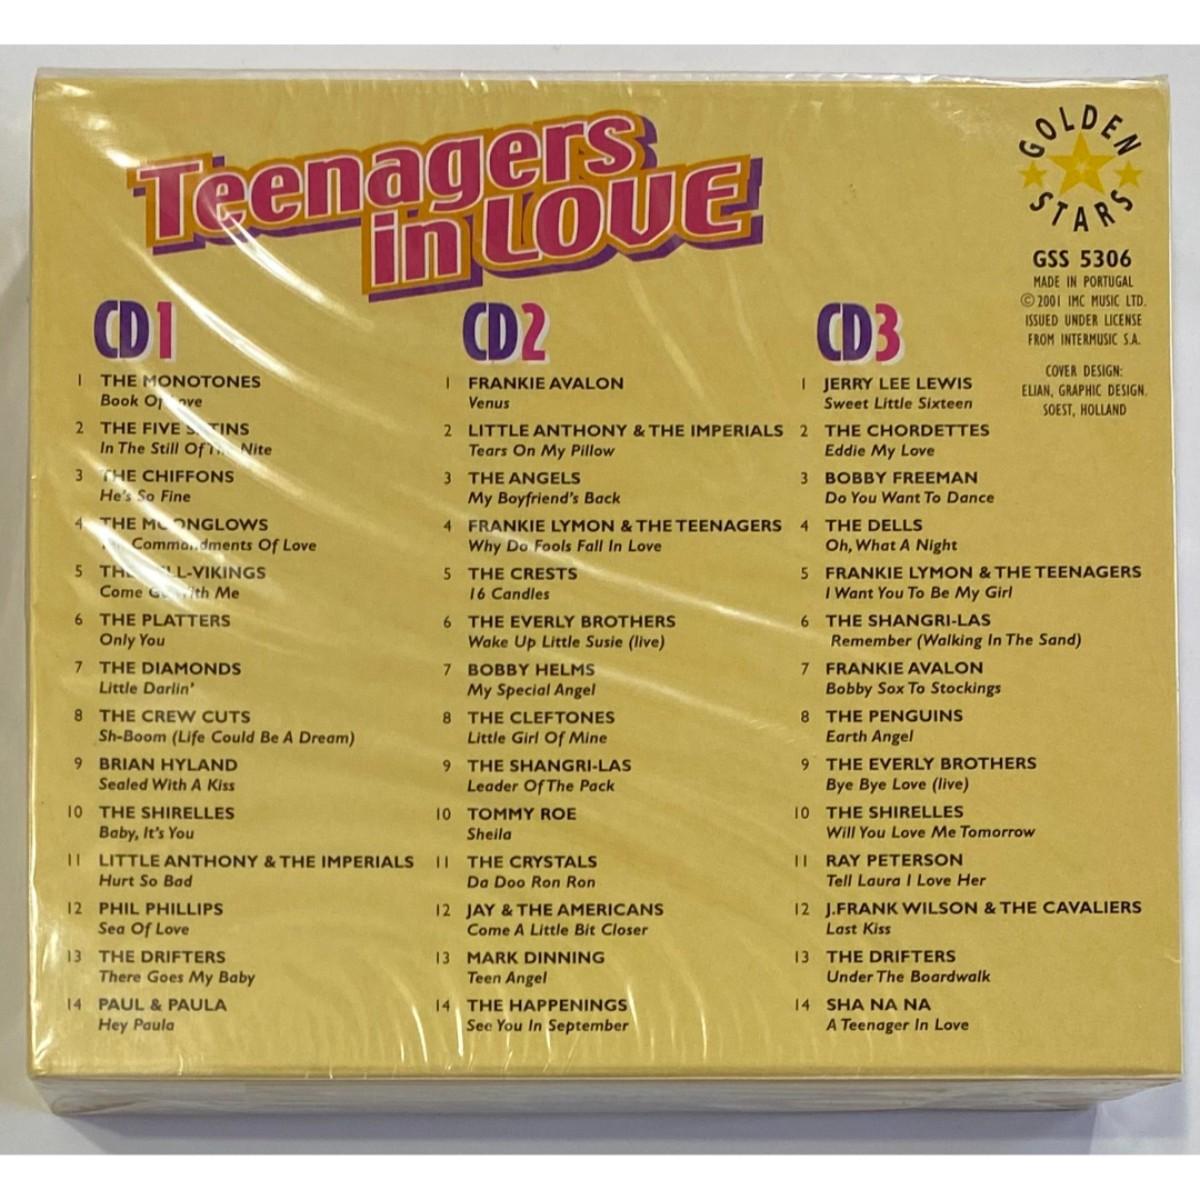 Teenagers
in LOVE
GOLDEN
STARS
GSS 5306
MADE IN PORTUGAL
©2001 IMC MUSIC LTD.
ISSUED UNDER LICENSE
FROM INTERMUSIC S.A.
COVER DESIGN:
ELIAN, GRAPHIC DESIGN.
SOEST, HOLLAND
CD1
1 THE MONOTONES
Book Of Love
2 THE FIVE SATINS
In The Still Of The Nite
3 THE CHIFFONS
He's So Fine
4 THE MOONGLOWS
Commandments Of Love
5 THE DELL-VIKINGS
Come Go With Me
6 THE PLATTERS
Only You
7 THE DIAMONDS
Little Darlin'
8 THE CREW CUTS
Sh-Boom (Life Could Be A Dream)
9 BRIAN HYLAND
Sealed With A Kiss
10 THE SHIRELLES
Baby, It's You
11 LITTLE ANTHONY & THE IMPERIALS
Hurt So Bad
12 PHIL PHILLIPS
Sea Of Love
13 THE DRIFTERS
There Goes My Baby
14 PAUL & PAULA
Hey Paula
CD2
1 FRANKIE AVALON
Venus
2 LITTLE ANTHONY & THE IMPERIALS
Tears On My Pillow
3 THE ANGELS
My Boyfriend's Back
4 FRANKIE LYMON & THE TEENAGERS
Why Do Fools Fall In Love
5 THE CRESTS
16 Candles
6 THE EVERLY BROTHERS
Wake Up Little Susie (live)
7 BOBBY HELMS
My Special Angel
8 THE CLEFTONES
Little Girl Of Mine
9 THE SHANGRI-LAS
Leader Of The Pack
10 TOMMY ROE
Sheila
11 THE CRYSTALS
Da Doo Ron Ron
12 JAY & THE AMERICANS
Come A Little Bit Closer
13 MARK DINNING
Teen Angel
14 THE HAPPENINGS
See You In September
CD3
1 JERRY LEE LEWIS
Sweet Little Sixteen
2 THE CHORDETTES
Eddie My Love
3 BOBBY FREEMAN
Do You Want To Dance
4 THE DELLS
Oh, What A Night
5 FRANKIE LYMON & THE TEENAGERS
I Want You To Be My Girl
6 THE SHANGRI-LAS
Remember (Walking In The Sand)
7 FRANKIE AVALON
Bobby Sox To Stockings
8 THE PENGUINS
Earth Angel
9 THE EVERLY BROTHERS
Bye Bye Love (live)
10 THE SHIRELLES
Will You Love Me Tomorrow
11 RAY PETERSON
Tell Laura I Love Her
12 J.FRANK WILSON & THE CAVALIERS
Last Kiss
13 THE DRIFTERS
Under The Boardwalk
14 SHA NA NA
A Teenager In Love